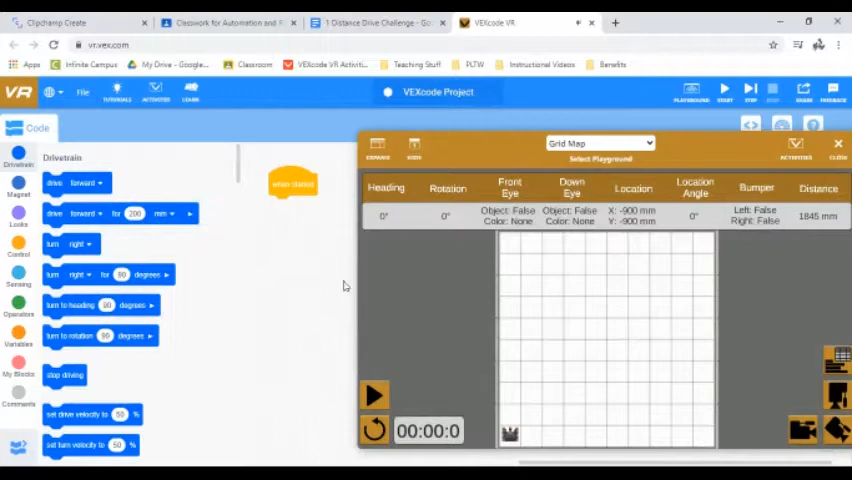 Clipchamp Create
Classwork for Automation and R
1 Distance Drive Challenge - Go
VEXcode VR
vr.vex.com
Apps
Infinite Campus
My Drive - Google...
Classroom
VEXcode VR Activiti...
Teaching Stuff
PLTW
Instructional Videos
Benefits
VR
File
TUTORIALS
ACTIVITIES
LEARN
VEXcode Project
PLAYGROUND
START
STEP
STOP
SHARE
FEEDBACK
Code
Drivetrain
Magnet
Looks
Control
Sensing
Operators
Variables
My Blocks
Comments
Drivetrain
drive forward
drive forward for 200 mm
turn right
turn right for 90 degrees
turn to heading 90 degrees
turn to rotation 90 degrees
stop driving
set drive velocity to 50 %
set turn velocity to 50 %
when started
EXPAND
HIDE
Grid Map
Select Playground
ACTIVITIES
CLOSE
Heading Rotation Front Eye Down Eye Location Location Angle Bumper Distance
0° 0° Object: False Object: False X: -900 mm 0° Left: False 1845 mm
Color: None Color: None Y: -900 mm Right: False
00:00:0